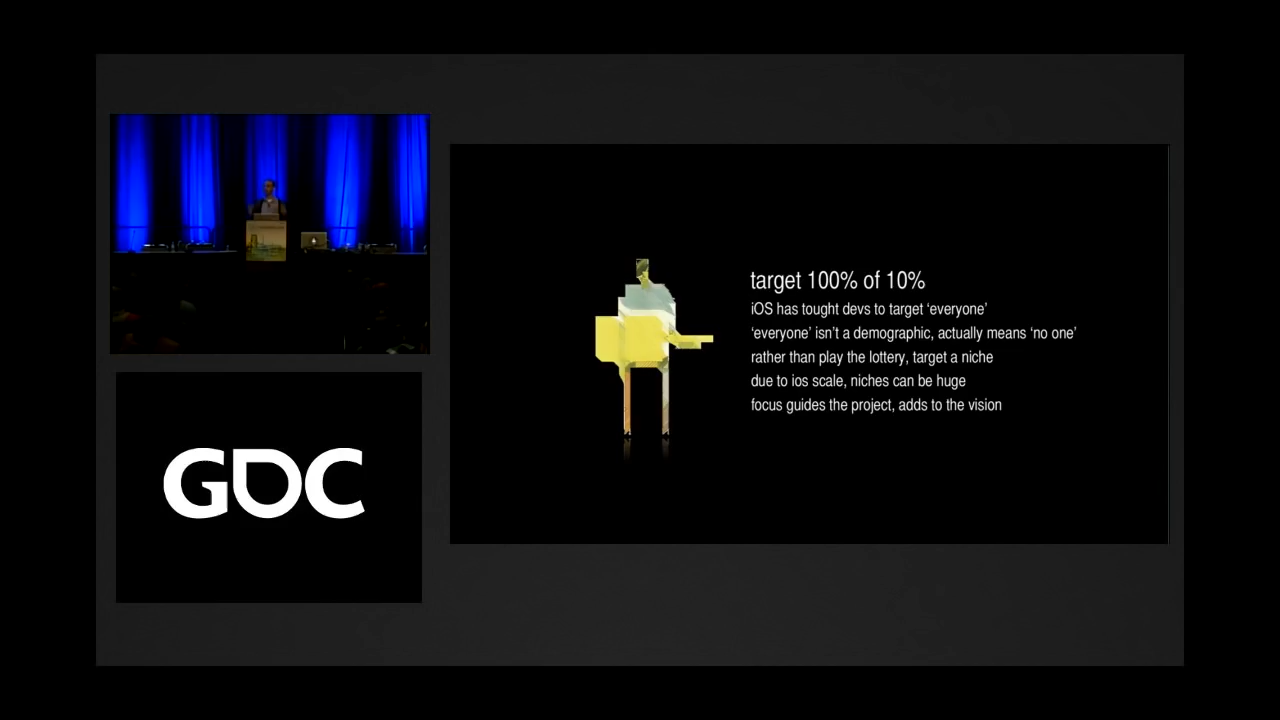 GDC
target 100% of 10%
iOS has tought devs to target ‘everyone’
‘everyone’ isn’t a demographic, actually means ‘no one’
rather than play the lottery, target a niche
due to ios scale, niches can be huge
focus guides the project, adds to the vision